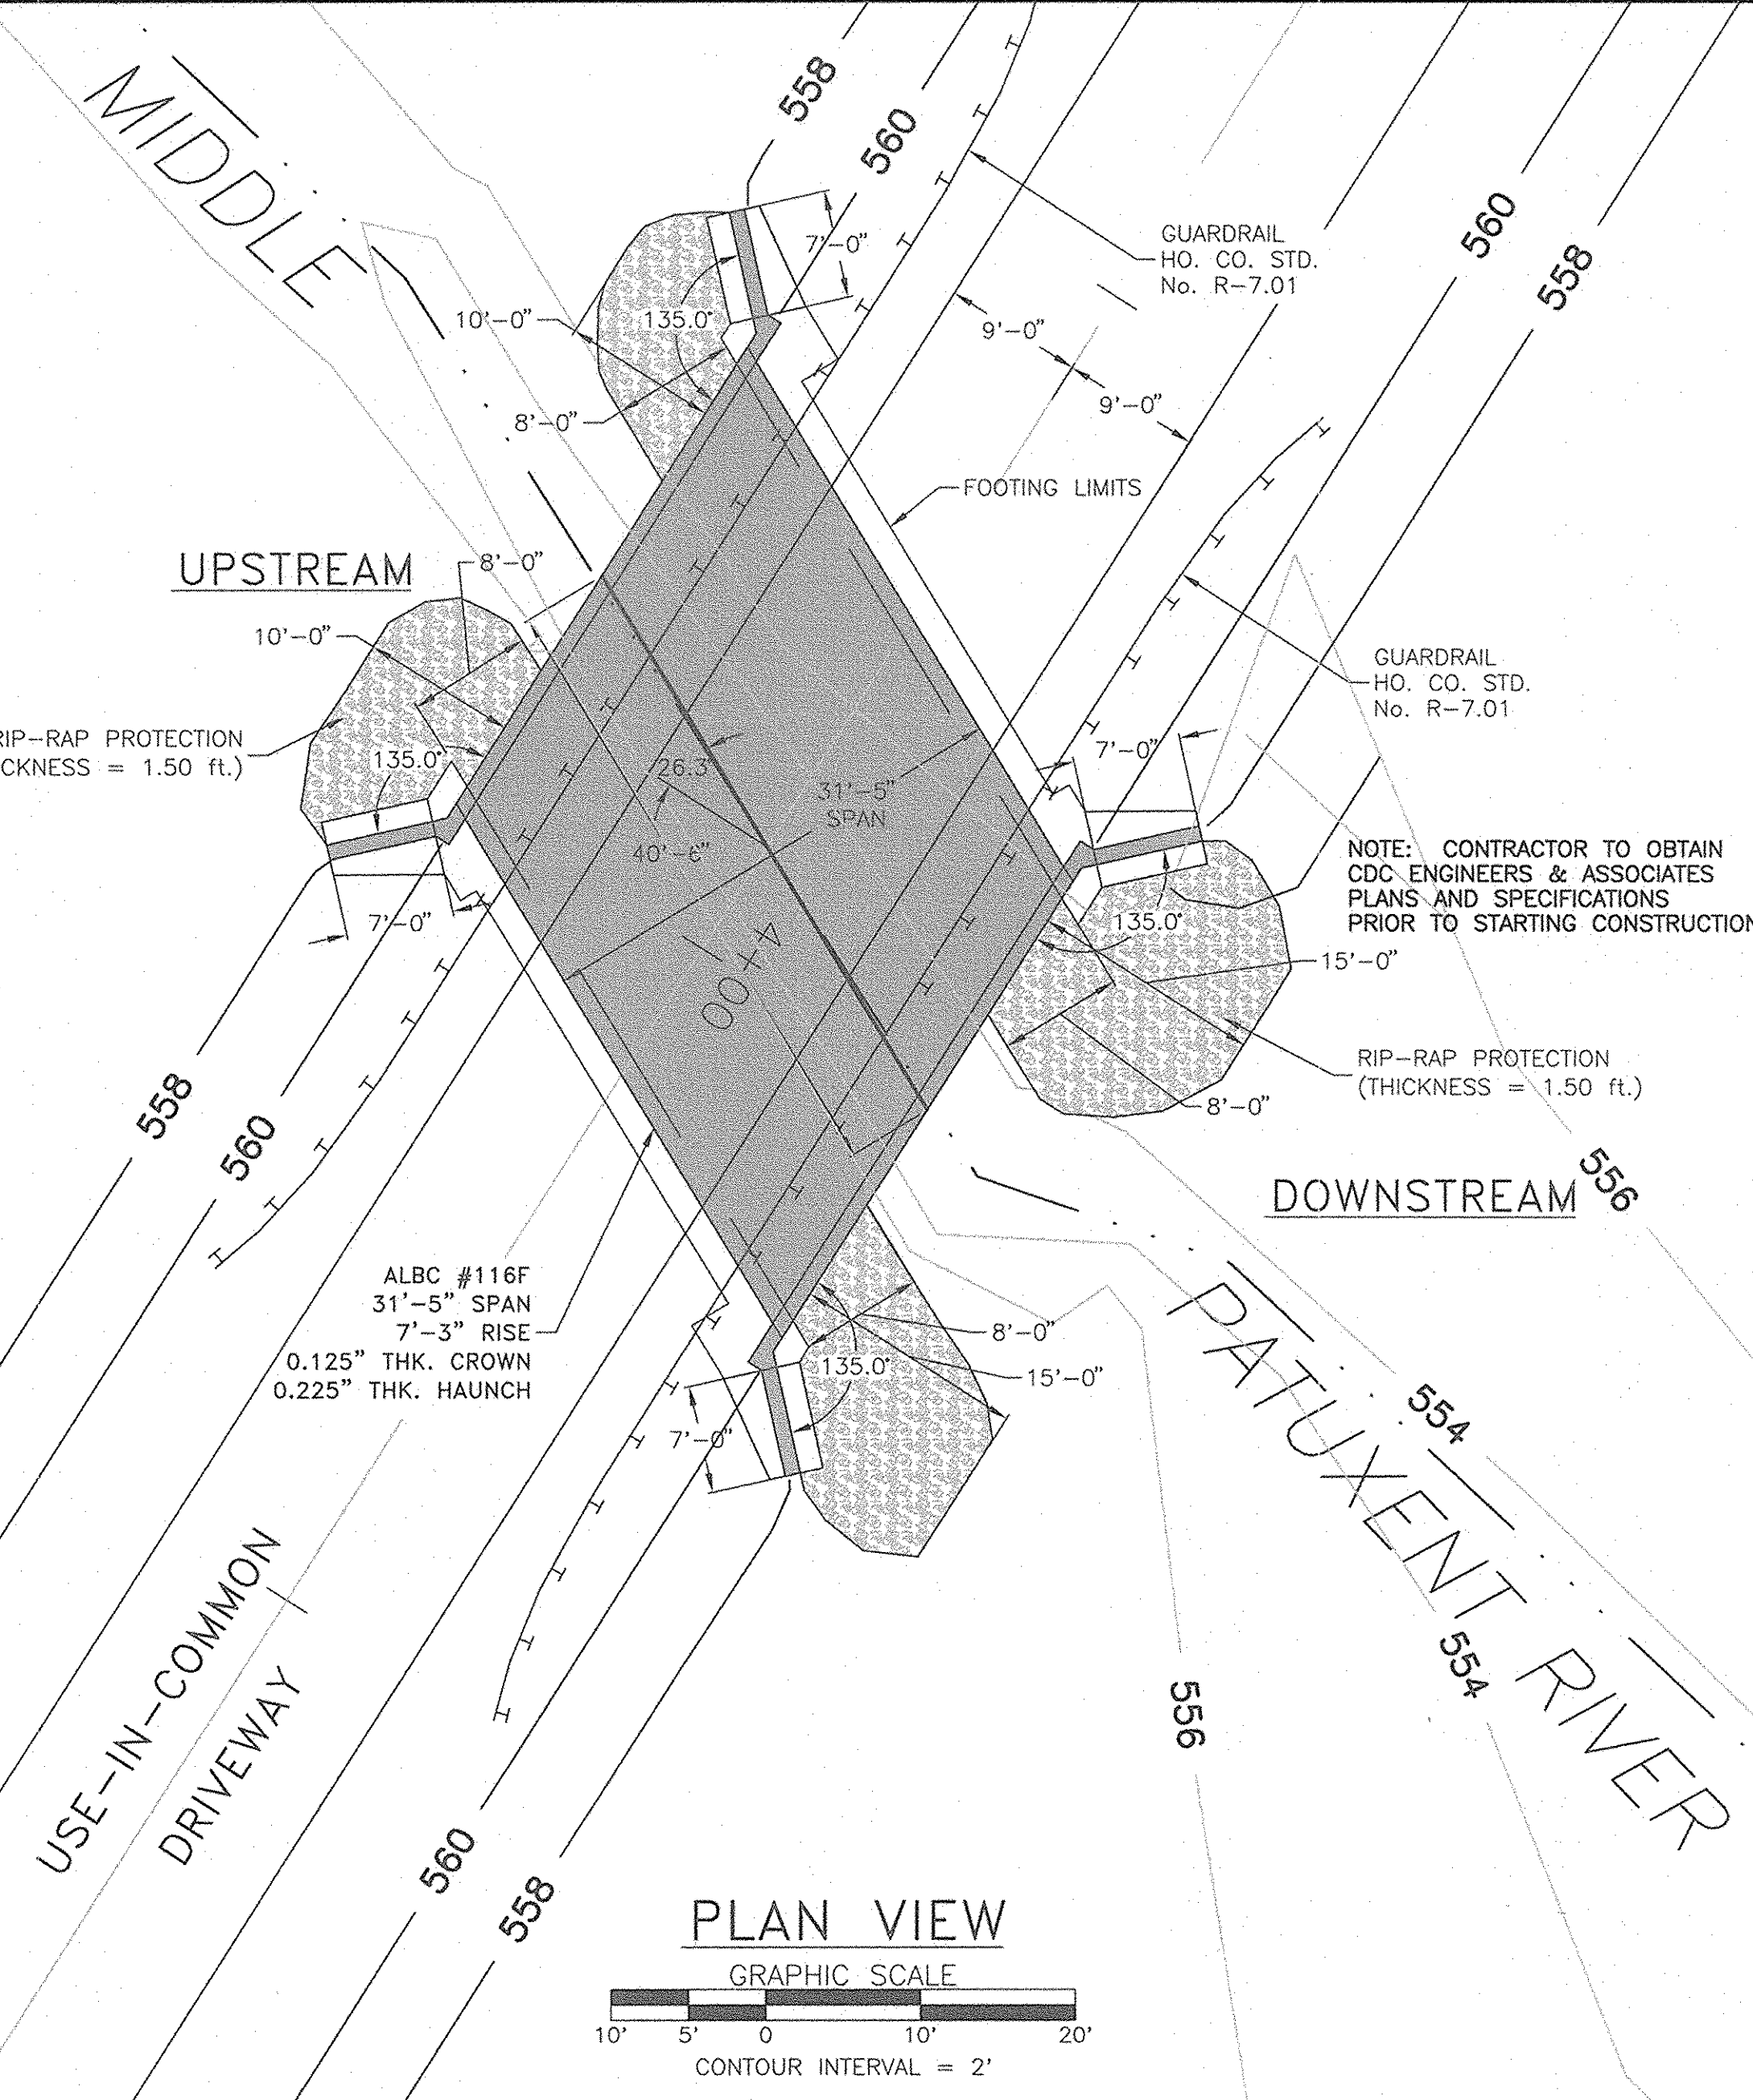 MIDDLE
558
560
7'-0"
GUARDRAIL
HO. CO. STD.
No. R-7.01
560
558
10'-0"
135.0°
9'-0"
9'-0"
8'-0"
FOOTING LIMITS
UPSTREAM
8'-0"
10'-0"
GUARDRAIL
HO. CO. STD.
No. R-7.01
RIP-RAP PROTECTION
CKNESS = 1.50 ft.)
135.0°
7'-0"
26.3°
31'-5"
SPAN
40'-6"
NOTE: CONTRACTOR TO OBTAIN
CDC ENGINEERS & ASSOCIATES
PLANS AND SPECIFICATIONS
PRIOR TO STARTING CONSTRUCTION
7'-0"
135.0°
15'-0"
4+00
RIP-RAP PROTECTION
(THICKNESS = 1.50 ft.)
8'-0"
558
560
556
DOWNSTREAM
ALBC #116F
31'-5" SPAN
7'-3" RISE
0.125" THK. CROWN
0.225" THK. HAUNCH
8'-0"
135.0°
15'-0"
7'-0"
554
PATUXENT RIVER
554
556
USE-IN-COMMON
DRIVEWAY
560
558
PLAN VIEW
GRAPHIC SCALE
10' 5' 0 10' 20'
CONTOUR INTERVAL = 2'